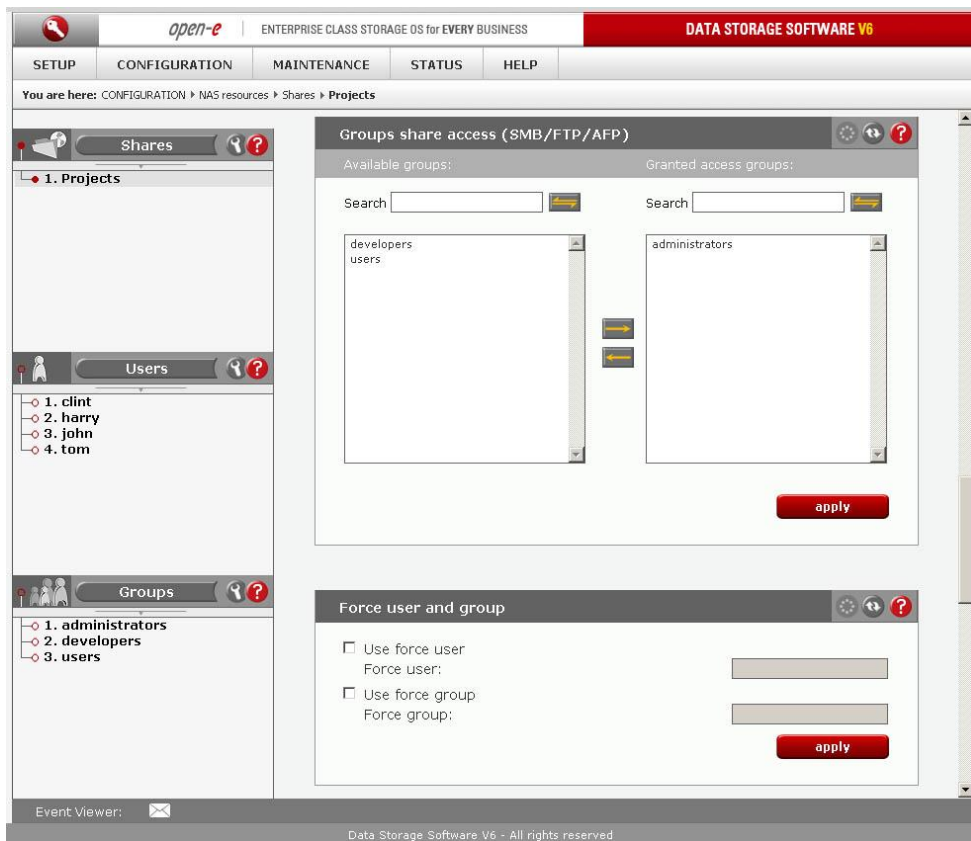 open-e ENTERPRISE CLASS STORAGE OS for EVERY BUSINESS DATA STORAGE SOFTWARE V6
SETUP CONFIGURATION MAINTENANCE STATUS HELP
You are here: CONFIGURATION NAS resources Shares Projects
Shares ?
1. Projects
Users ?
1. clint
2. harry
3. john
4. tom
Groups ?
1. administrators
2. developers
3. users
Groups share access (SMB/FTP/AFP) ?
Available groups: Granted access groups:
Search Search
developers
users
administrators
apply
Force user and group ?
Use force user
Force user:
Use force group
Force group:
apply
Event Viewer:
Data Storage Software V6 - All rights reserved